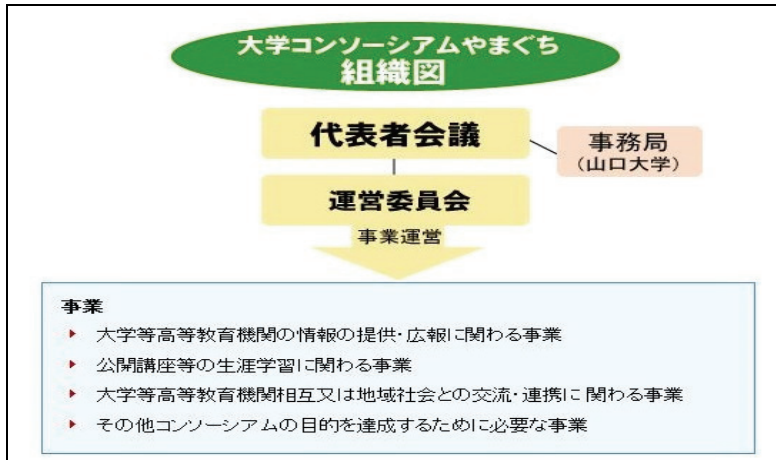 大学コンソーシアムやまぐち
組織図
代表者会議
事務局
(山口大学)
運営委員会
事業運営
事業
大学等高等教育機関の情報の提供・広報に関わる事業
公開講座等の生涯学習に関わる事業
大学等高等教育機関相互又は地域社会との交流・連携に関わる事業
その他コンソーシアムの目的を達成するために必要な事業